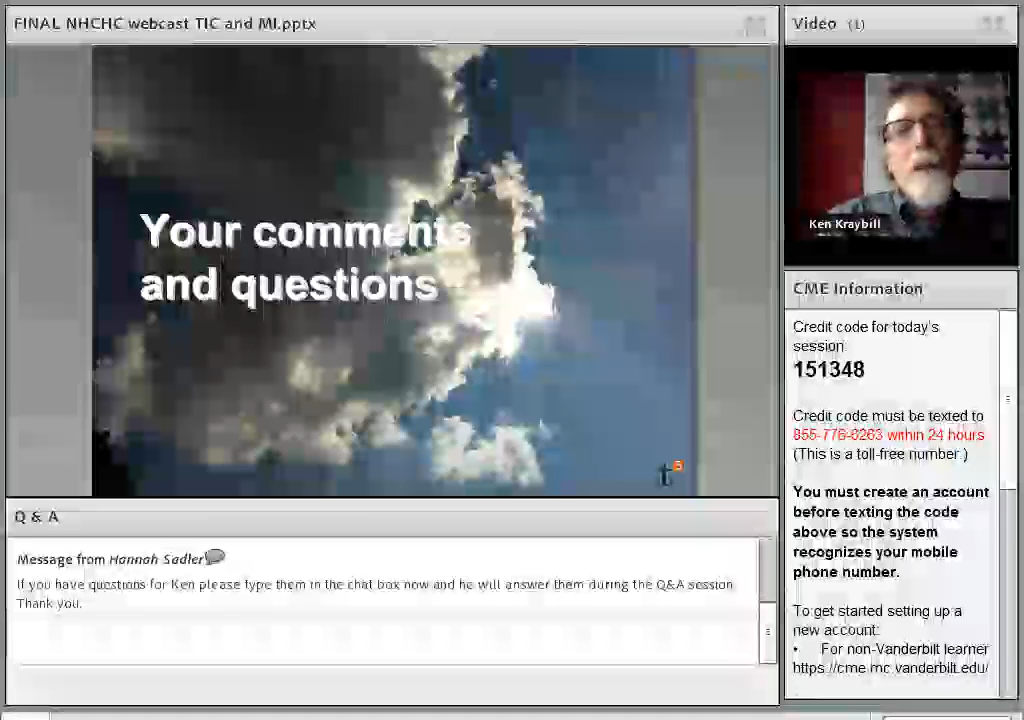 FINAL NHCHC webcast TIC and MI.pptx
Your comments
and questions
t3
Video (1)
Ken Kraybill
CME Information
Credit code for today's
session:
151348
Credit code must be texted to
855-776-6263 within 24 hours
(This is a toll-free number.)
You must create an account
before texting the code
above so the system
recognizes your mobile
phone number.
To get started setting up a
new account:
• For non-Vanderbilt learner
https://cme.mc.vanderbilt.edu/
Q & A
Message from Hannah Sadler
If you have questions for Ken please type them in the chat box now and he will answer them during the Q&A session.
Thank you.